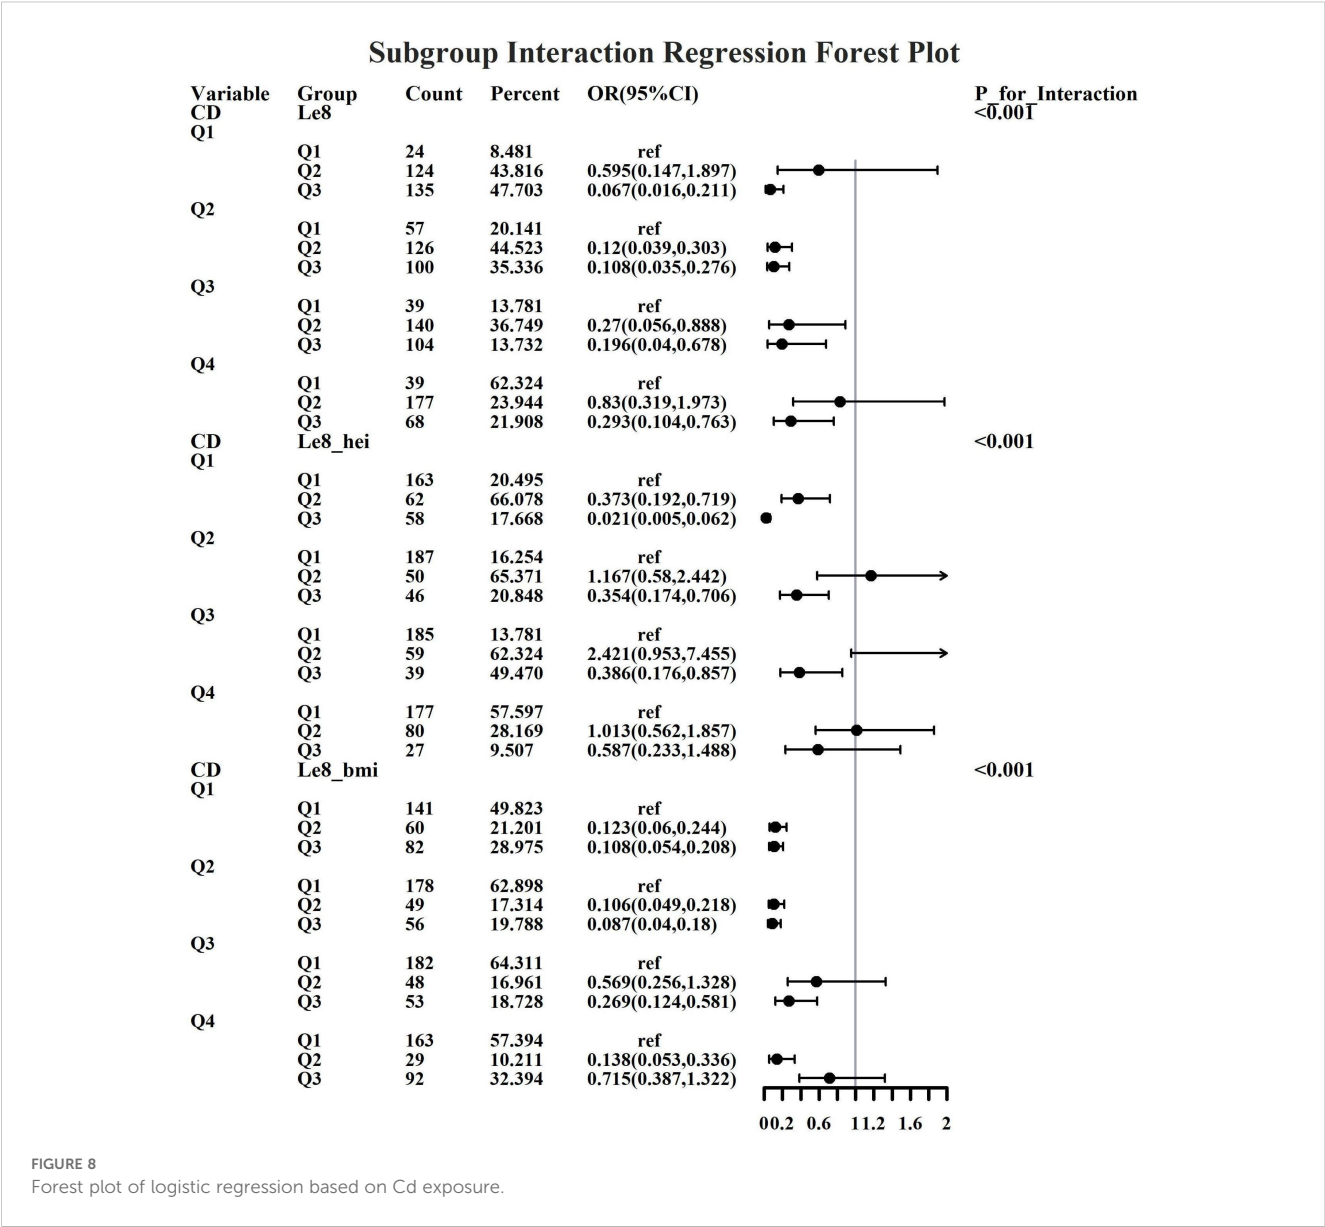 Subgroup Interaction Regression Forest Plot
Variable Group Count Percent OR(95%CI) P_for_Interaction
CD Le8 <0.001
Q1
Q1 24 8.481 ref
Q2 124 43.816 0.595(0.147,1.897)
Q3 135 47.703 0.067(0.016,0.211)
Q2
Q1 57 20.141 ref
Q2 126 44.523 0.12(0.039,0.303)
Q3 100 35.336 0.108(0.035,0.276)
Q3
Q1 39 13.781 ref
Q2 140 36.749 0.27(0.056,0.888)
Q3 104 13.732 0.196(0.04,0.678)
Q4
Q1 39 62.324 ref
Q2 177 23.944 0.83(0.319,1.973)
Q3 68 21.908 0.293(0.104,0.763)
CD Le8_hei <0.001
Q1
Q1 163 20.495 ref
Q2 62 66.078 0.373(0.192,0.719)
Q3 58 17.668 0.021(0.005,0.062)
Q2
Q1 187 16.254 ref
Q2 50 65.371 1.167(0.58,2.442)
Q3 46 20.848 0.354(0.174,0.706)
Q3
Q1 185 13.781 ref
Q2 59 62.324 2.421(0.953,7.455)
Q3 39 49.470 0.386(0.176,0.857)
Q4
Q1 177 57.597 ref
Q2 80 28.169 1.013(0.562,1.857)
Q3 27 9.507 0.587(0.233,1.488)
CD Le8_bmi <0.001
Q1
Q1 141 49.823 ref
Q2 60 21.201 0.123(0.06,0.244)
Q3 82 28.975 0.108(0.054,0.208)
Q2
Q1 178 62.898 ref
Q2 49 17.314 0.106(0.049,0.218)
Q3 56 19.788 0.087(0.04,0.18)
Q3
Q1 182 64.311 ref
Q2 48 16.961 0.569(0.256,1.328)
Q3 53 18.728 0.269(0.124,0.581)
Q4
Q1 163 57.394 ref
Q2 29 10.211 0.138(0.053,0.336)
Q3 92 32.394 0.715(0.387,1.322)
0 0.2 0.6 1 1.2 1.6 2
FIGURE 8
Forest plot of logistic regression based on Cd exposure.